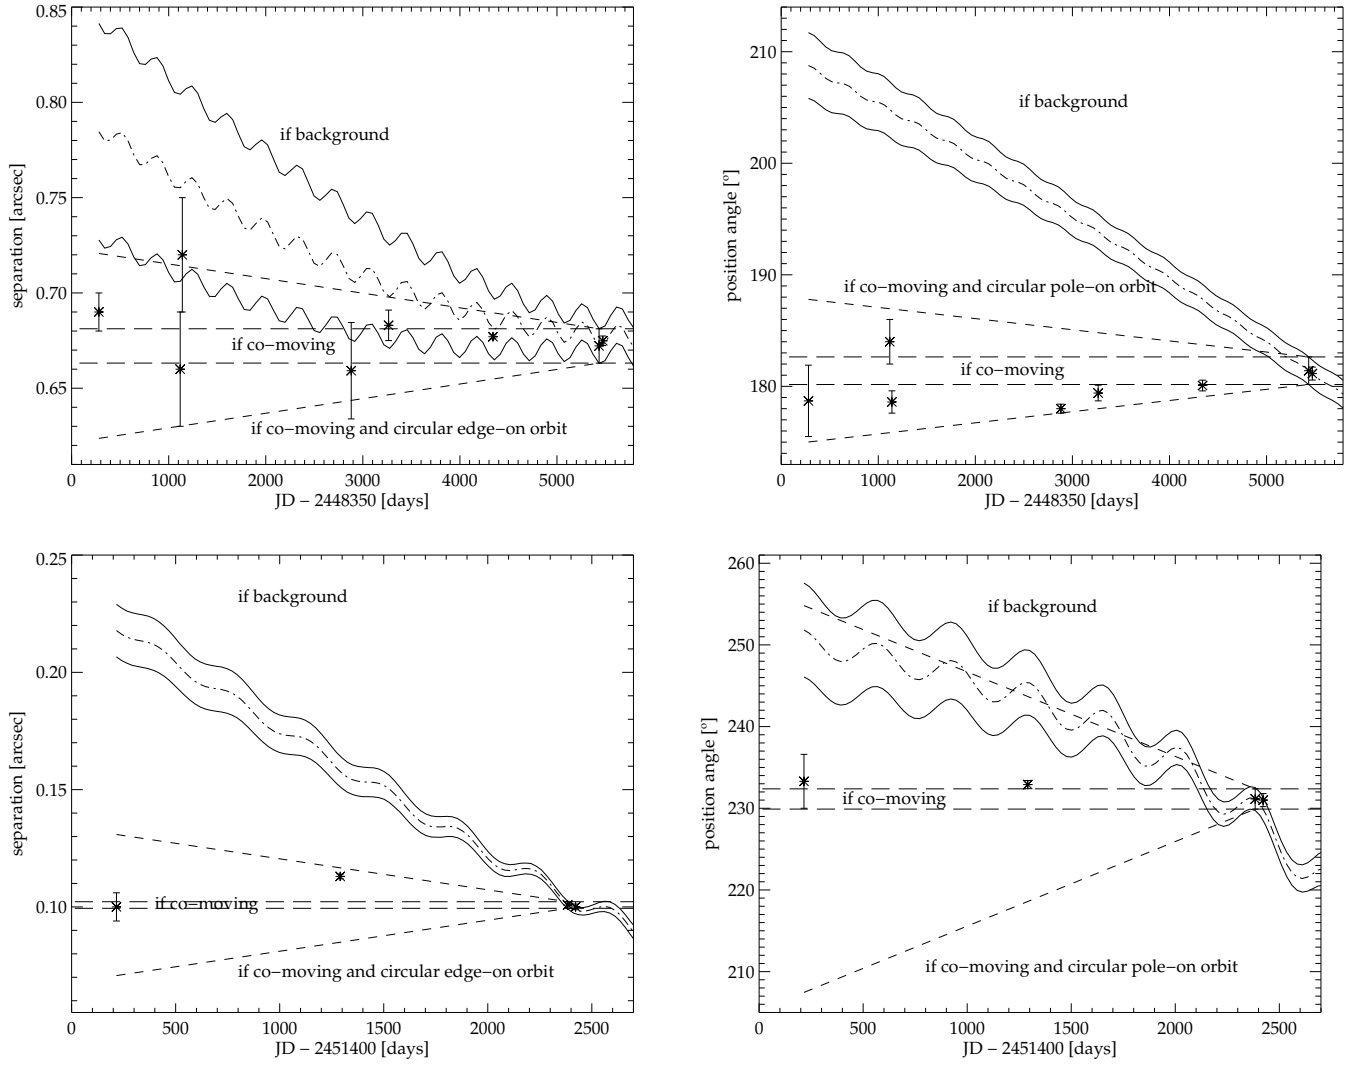 0.85
0.80
0.75
0.70
0.65
separation [arcsec]
if background
if co−moving
if co−moving and circular edge−on orbit
0 1000 2000 3000 4000 5000
JD − 2448350 [days]
210
200
190
180
position angle [°]
if background
if co−moving and circular pole−on orbit
if co−moving
0 1000 2000 3000 4000 5000
JD − 2448350 [days]
0.25
0.20
0.15
0.10
separation [arcsec]
if background
if co−moving
if co−moving and circular edge−on orbit
0 500 1000 1500 2000 2500
JD − 2451400 [days]
260
250
240
230
220
210
position angle [°]
if background
if co−moving
if co−moving and circular pole−on orbit
0 500 1000 1500 2000 2500
JD − 2451400 [days]